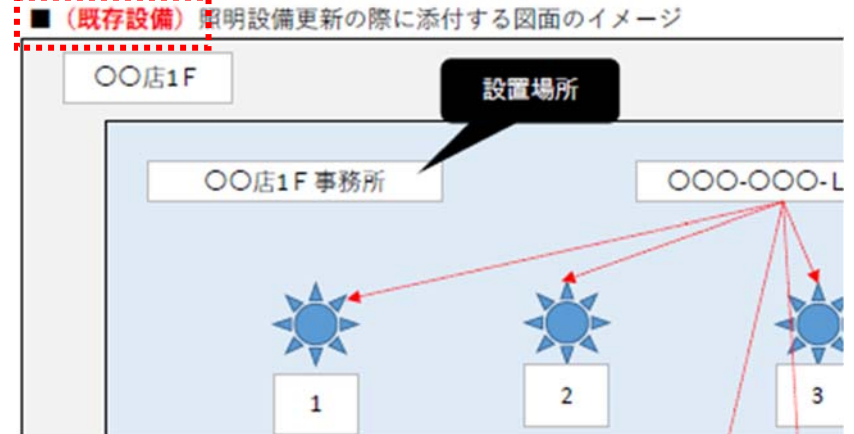 ■（既存設備）照明設備更新の際に添付する図面のイメージ
〇〇店1F
設置場所
〇〇店1F 事務所
〇〇〇-〇〇〇-L
1
2
3